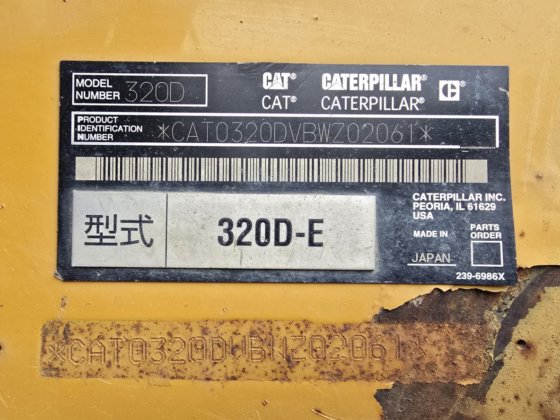 MODEL NUMBER 320D
CAT® CATERPILLAR® C
CAT® CATERPILLAR®
PRODUCT IDENTIFICATION NUMBER *CAT0320DVBWZ02061*
型式 320D-E
CATERPILLAR INC.
PEORIA, IL 61629
USA
MADE IN
JAPAN
PARTS ORDER
239-6986X
*CAT0320DVBWZ02061*